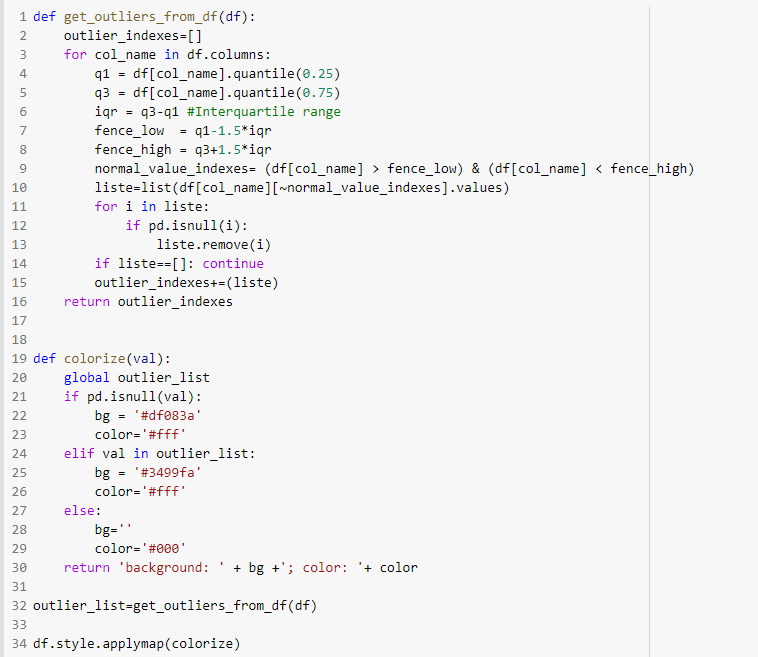 1 def get_outliers_from_df(df):
2     outlier_indexes=[]
3     for col_name in df.columns:
4         q1 = df[col_name].quantile(0.25)
5         q3 = df[col_name].quantile(0.75)
6         iqr = q3-q1 #Interquartile range
7         fence_low  = q1-1.5*iqr
8         fence_high = q3+1.5*iqr
9         normal_value_indexes= (df[col_name] > fence_low) & (df[col_name] < fence_high)
10         liste=list(df[col_name][~normal_value_indexes].values)
11         for i in liste:
12             if pd.isnull(i):
13                 liste.remove(i)
14         if liste==[]: continue
15         outlier_indexes+=(liste)
16     return outlier_indexes
17
18
19 def colorize(val):
20     global outlier_list
21     if pd.isnull(val):
22         bg = '#df083a'
23         color='#fff'
24     elif val in outlier_list:
25         bg = '#3499fa'
26         color='#fff'
27     else:
28         bg=''
29         color='#000'
30     return 'background: ' + bg +'; color: '+ color
31
32 outlier_list=get_outliers_from_df(df)
33
34 df.style.applymap(colorize)